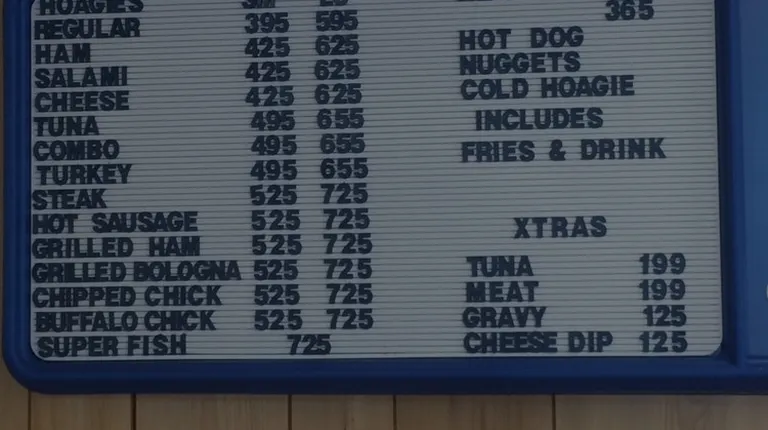 HOAGIES
REGULAR 395 595
HAM 425 625
SALAMI 425 625
CHEESE 425 625
TUNA 495 655
COMBO 495 655
TURKEY 495 655
STEAK 525 725
HOT SAUSAGE 525 725
GRILLED HAM 525 725
GRILLED BOLOGNA 525 725
CHIPPED CHICK 525 725
BUFFALO CHICK 525 725
SUPER FISH 725
365
HOT DOG
NUGGETS
COLD HOAGIE
INCLUDES
FRIES & DRINK
XTRAS
TUNA 199
MEAT 199
GRAVY 125
CHEESE DIP 125